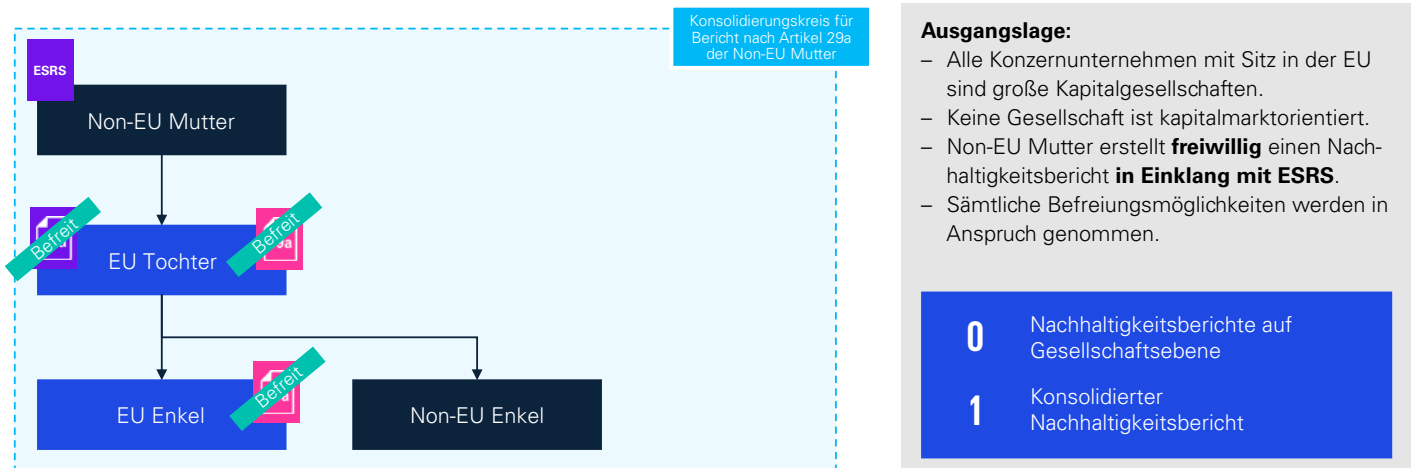 Konsolidierungskreis für
Bericht nach Artikel 29a
der Non-EU Mutter
ESRS
Non-EU Mutter
Befreit
Befreit
9a
EU Tochter
Befreit
a
EU Enkel
Non-EU Enkel
Ausgangslage:
– Alle Konzernunternehmen mit Sitz in der EU
sind große Kapitalgesellschaften.
– Keine Gesellschaft ist kapitalmarktorientiert.
– Non-EU Mutter erstellt freiwillig einen Nach-
haltigkeitsbericht in Einklang mit ESRS.
– Sämtliche Befreiungsmöglichkeiten werden in
Anspruch genommen.
0 Nachhaltigkeitsberichte auf
Gesellschaftsebene
1 Konsolidierter
Nachhaltigkeitsbericht